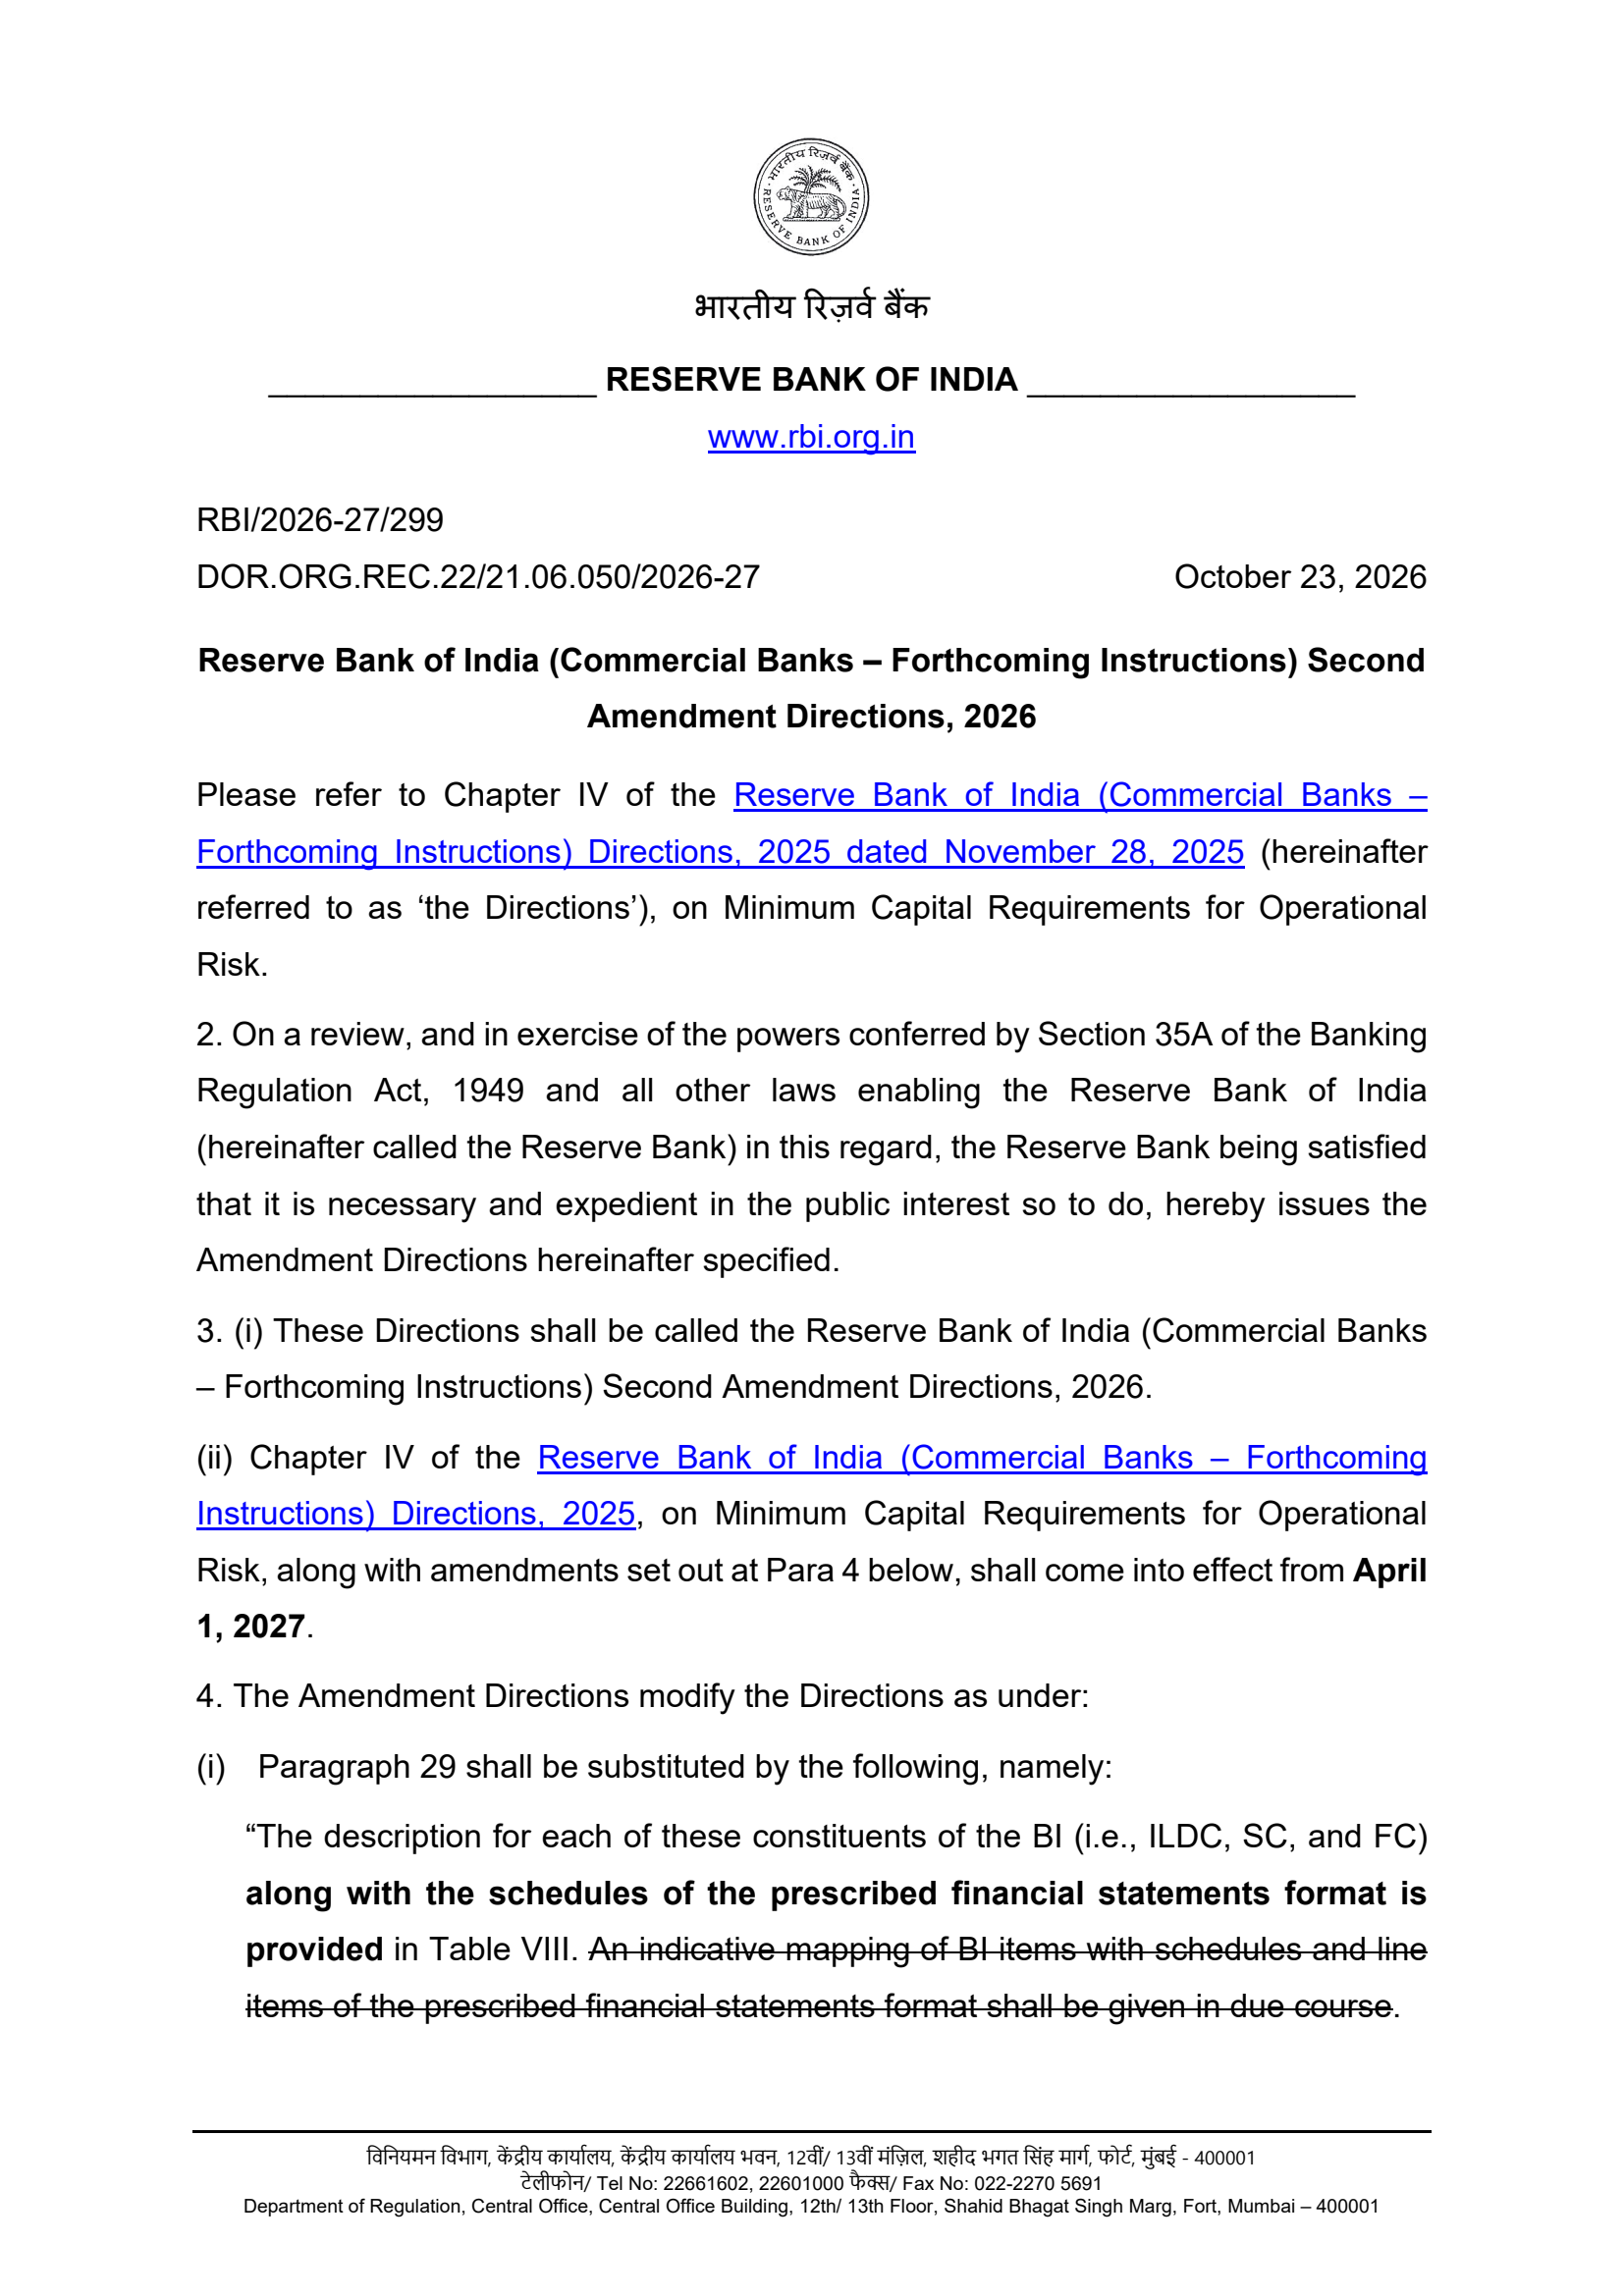 भारतीय रिज़र्व बैंक
RESERVE BANK OF INDIA
भारतीय रिज़र्व बैंक
__________________ RESERVE BANK OF INDIA __________________
www.rbi.org.in
RBI/2026-27/299
DOR.ORG.REC.22/21.06.050/2026-27 October 23, 2026
Reserve Bank of India (Commercial Banks – Forthcoming Instructions) Second
Amendment Directions, 2026
Please refer to Chapter IV of the Reserve Bank of India (Commercial Banks –
Forthcoming Instructions) Directions, 2025 dated November 28, 2025 (hereinafter
referred to as ‘the Directions’), on Minimum Capital Requirements for Operational
Risk.
2. On a review, and in exercise of the powers conferred by Section 35A of the Banking
Regulation Act, 1949 and all other laws enabling the Reserve Bank of India
(hereinafter called the Reserve Bank) in this regard, the Reserve Bank being satisfied
that it is necessary and expedient in the public interest so to do, hereby issues the
Amendment Directions hereinafter specified.
3. (i) These Directions shall be called the Reserve Bank of India (Commercial Banks
– Forthcoming Instructions) Second Amendment Directions, 2026.
(ii) Chapter IV of the Reserve Bank of India (Commercial Banks – Forthcoming
Instructions) Directions, 2025, on Minimum Capital Requirements for Operational
Risk, along with amendments set out at Para 4 below, shall come into effect from April
1, 2027.
4. The Amendment Directions modify the Directions as under:
(i) Paragraph 29 shall be substituted by the following, namely:
“The description for each of these constituents of the BI (i.e., ILDC, SC, and FC)
along with the schedules of the prescribed financial statements format is
provided in Table VIII. An indicative mapping of BI items with schedules and line
items of the prescribed financial statements format shall be given in due course.
विनियमन विभाग, केंद्रीय कार्यालय, केंद्रीय कार्यालय भवन, 12वीं/ 13वीं मंज़िल, शहीद भगत सिंह मार्ग, फोर्ट, मुंबई - 400001
टेलीफोन/ Tel No: 22661602, 22601000 फैक्स/ Fax No: 022-2270 5691
Department of Regulation, Central Office, Central Office Building, 12th/ 13th Floor, Shahid Bhagat Singh Marg, Fort, Mumbai – 400001